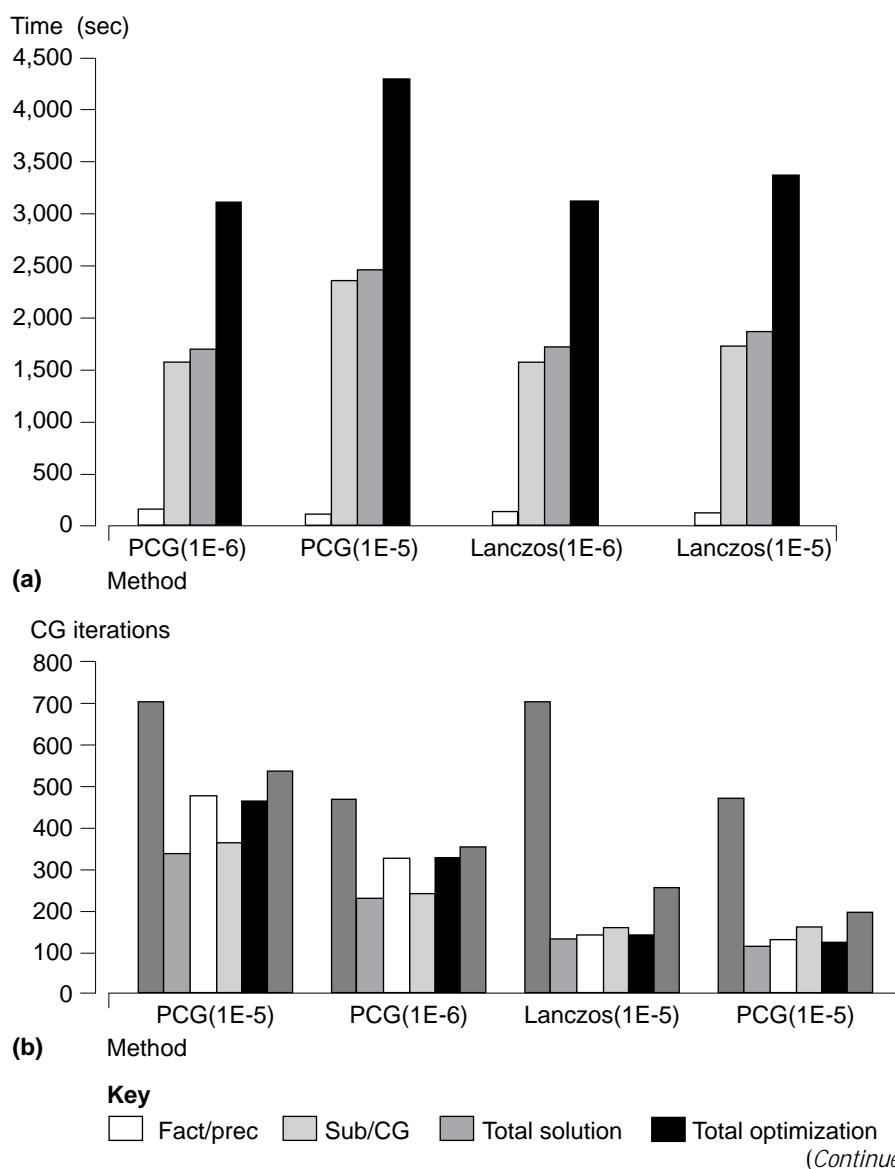 Time (sec)
4,500
4,000
3,500
3,000
2,500
2,000
1,500
1,000
500
0
PCG(1E-6) PCG(1E-5) Lanczos(1E-6) Lanczos(1E-5)
(a) Method
CG iterations
800
700
600
500
400
300
200
100
0
PCG(1E-5) PCG(1E-6) Lanczos(1E-5) PCG(1E-5)
(b) Method
Key
Fact/prec Sub/CG Total solution Total optimization
(Continue